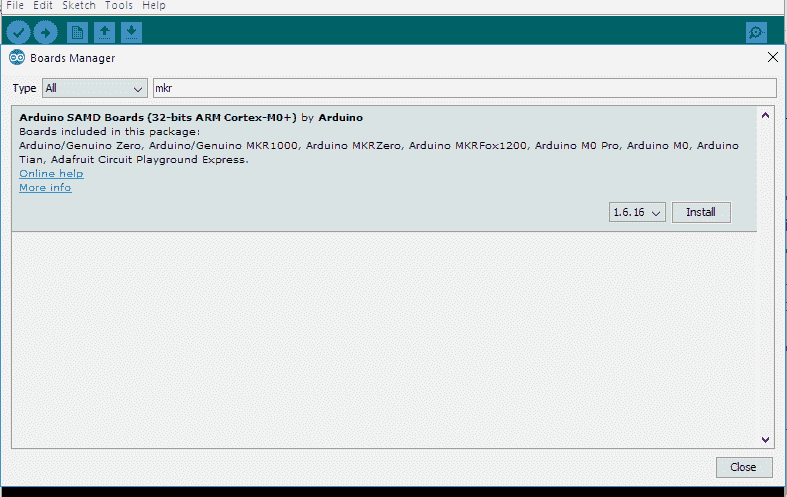 File Edit Sketch Tools Help
Boards Manager
Type All mkr
Arduino SAMD Boards (32-bits ARM Cortex-M0+) by Arduino
Boards included in this package:
Arduino/Genuino Zero, Arduino/Genuino MKR1000, Arduino MKRZero, Arduino MKRFox1200, Arduino M0 Pro, Arduino M0, Arduino
Tian, Adafruit Circuit Playground Express.
Online help
More info
1.6.16 Install
Close